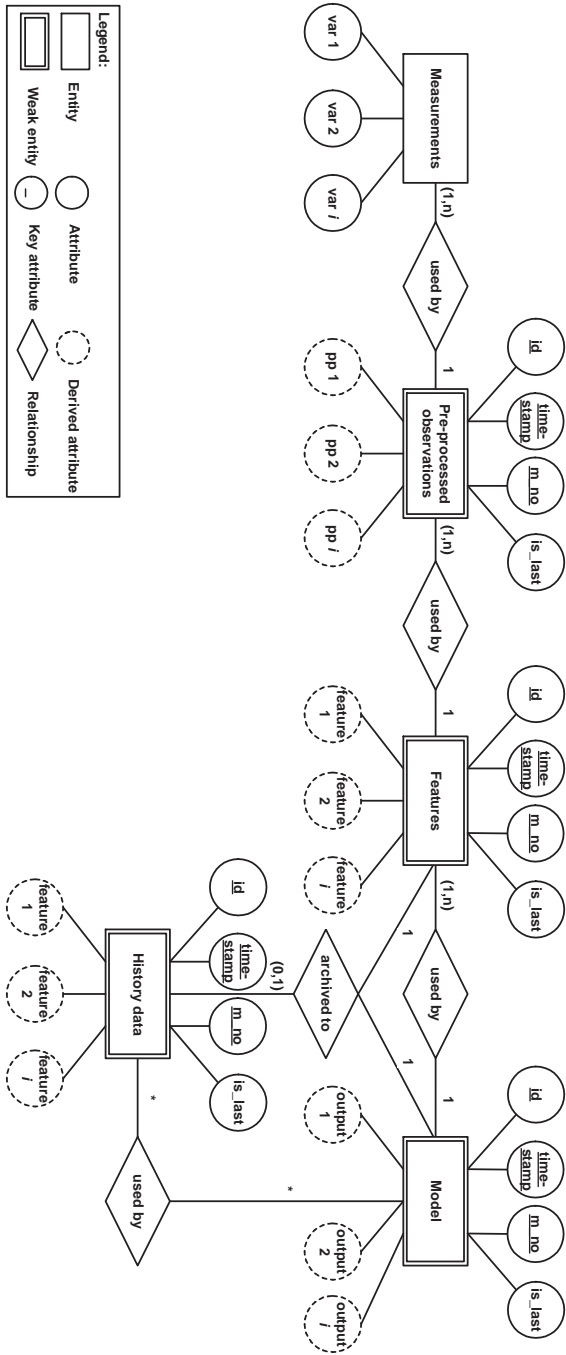 id
time-
stamp
m_no
is_last
id
time-
stamp
m_no
is_last
id
time-
stamp
m_no
is_last
Measurements
(1,n)
used by
1
Pre-processed
observations
(1,n)
used by
1
Features
(1,n)
used by
1
Model
var 1
var 2
var i
pp 1
pp 2
pp i
feature
1
feature
2
feature
i
1
archived to
1
(0,1)
output
1
output
2
output
i
id
time-
stamp
m_no
is_last
History data
*
used by
*
feature
1
feature
2
feature
i
Legend:
Entity
Attribute
Derived attribute
Weak entity
Key attribute
Relationship